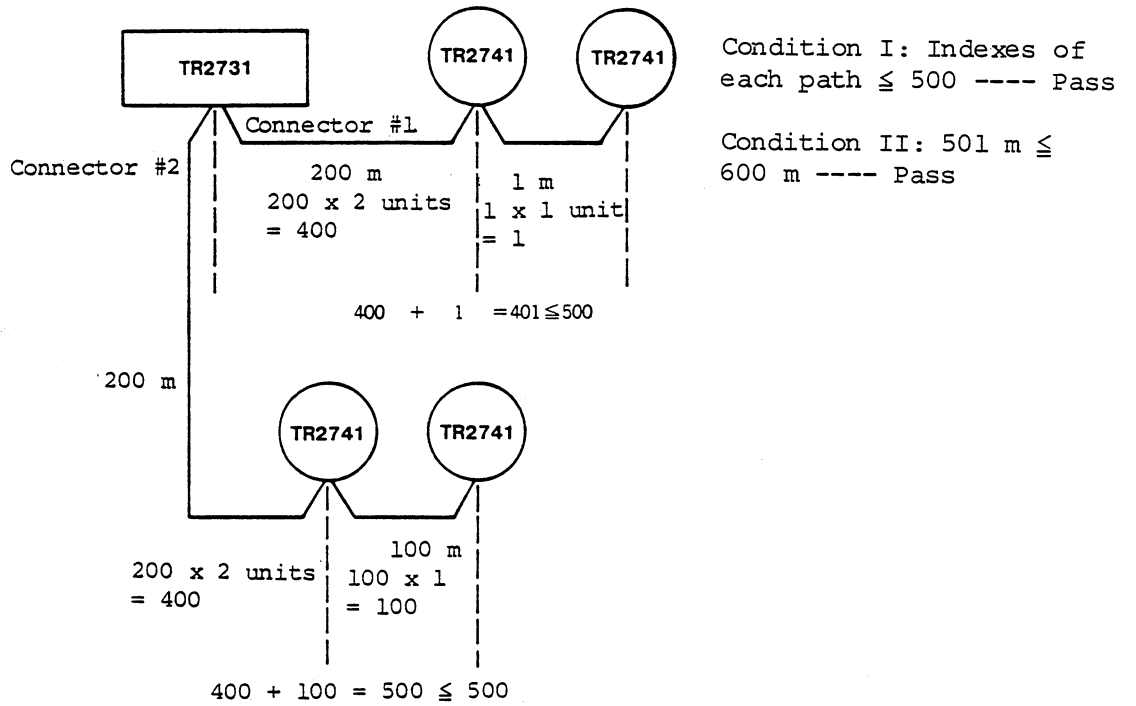 TR2731
TR2741
TR2741
Condition I: Indexes of
each path ≦ 500 ---- Pass
Condition II: 501 m ≦
600 m ---- Pass
Connector #1
Connector #2
200 m
200 x 2 units
= 400
1 m
1 x 1 unit
= 1
400 + 1 =401≦500
200 m
TR2741
TR2741
200 x 2 units
= 400
100 m
100 x 1
= 100
400 + 100 = 500 ≦ 500